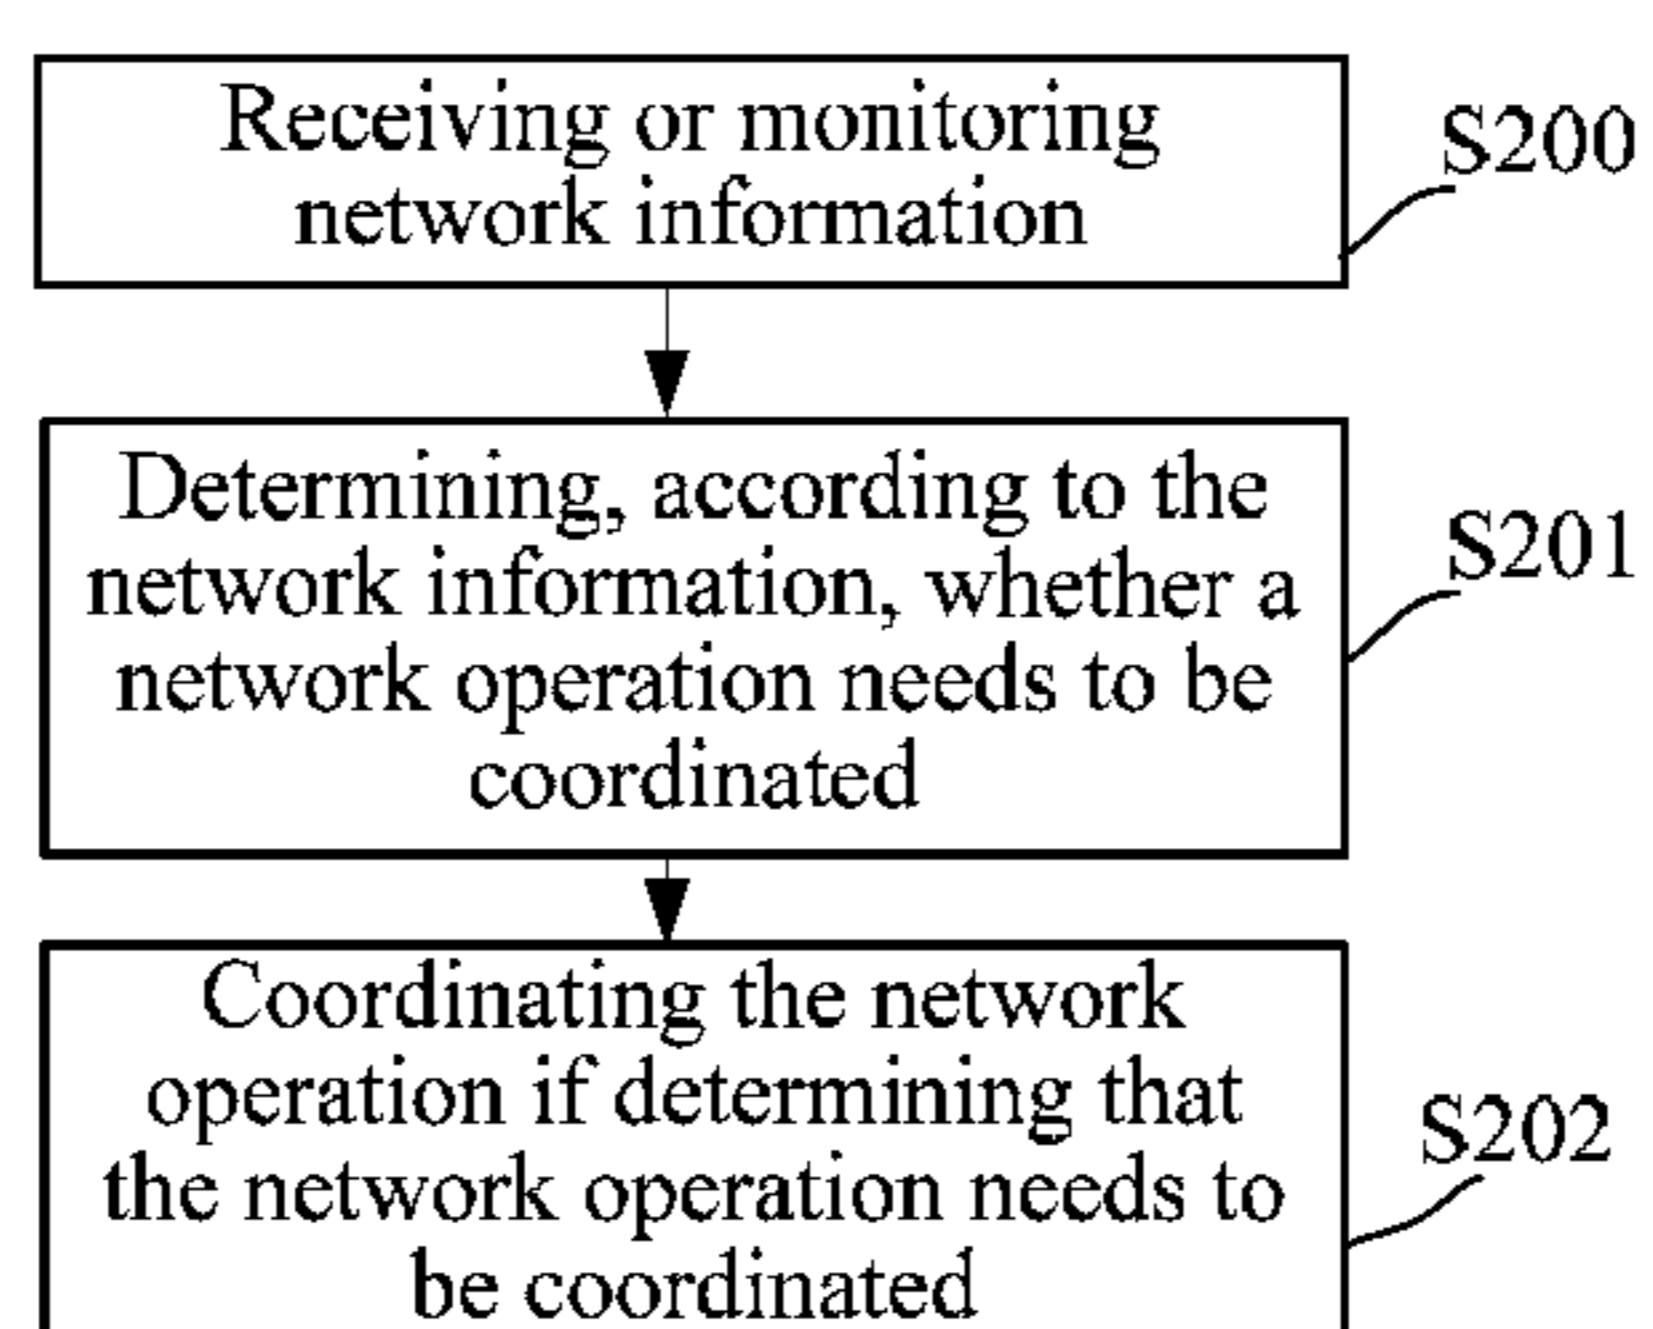 Receiving or monitoring
network information
S200
Determining, according to the
network information, whether a
network operation needs to be
coordinated
S201
Coordinating the network
operation if determining that
the network operation needs to
be coordinated
S202